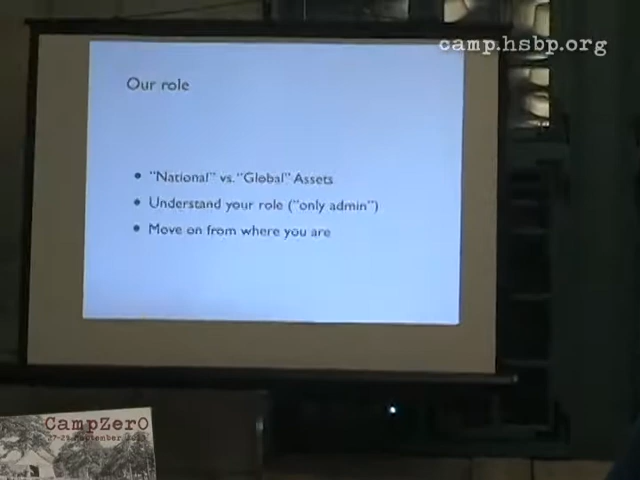 camp.hsbp.org
Our role
• "National" vs. "Global" Assets
• Understand your role ("only admin")
• Move on from where you are
CampZer0